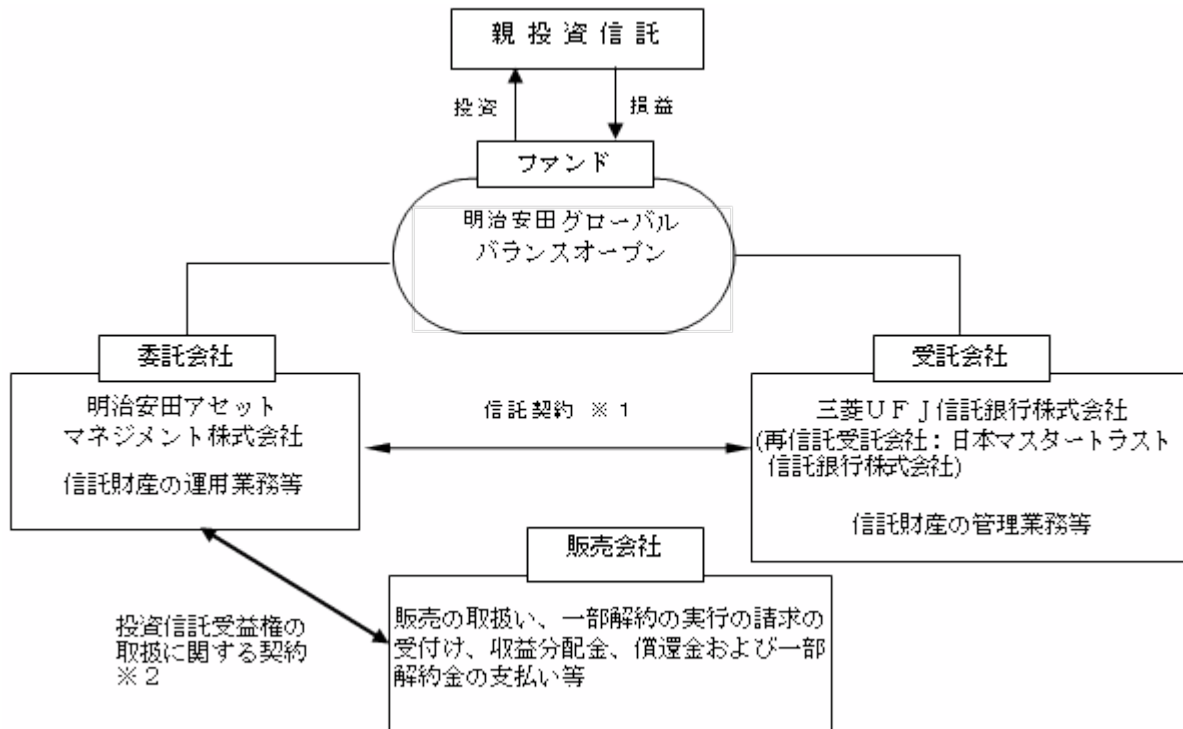 親投資信託
投資
損益
ファンド
明治安田グローバル
バランスオープン
委託会社
明治安田アセット
マネジメント株式会社
信託財産の運用業務等
信託契約 ※1
受託会社
三菱UFJ信託銀行株式会社
(再信託受託会社:日本マスタートラスト
信託銀行株式会社)
信託財産の管理業務等
投資信託受益権の
取扱に関する契約
※2
販売会社
販売の取扱い、一部解約の実行の請求の
受付け、収益分配金、償還金および一部
解約金の支払い等